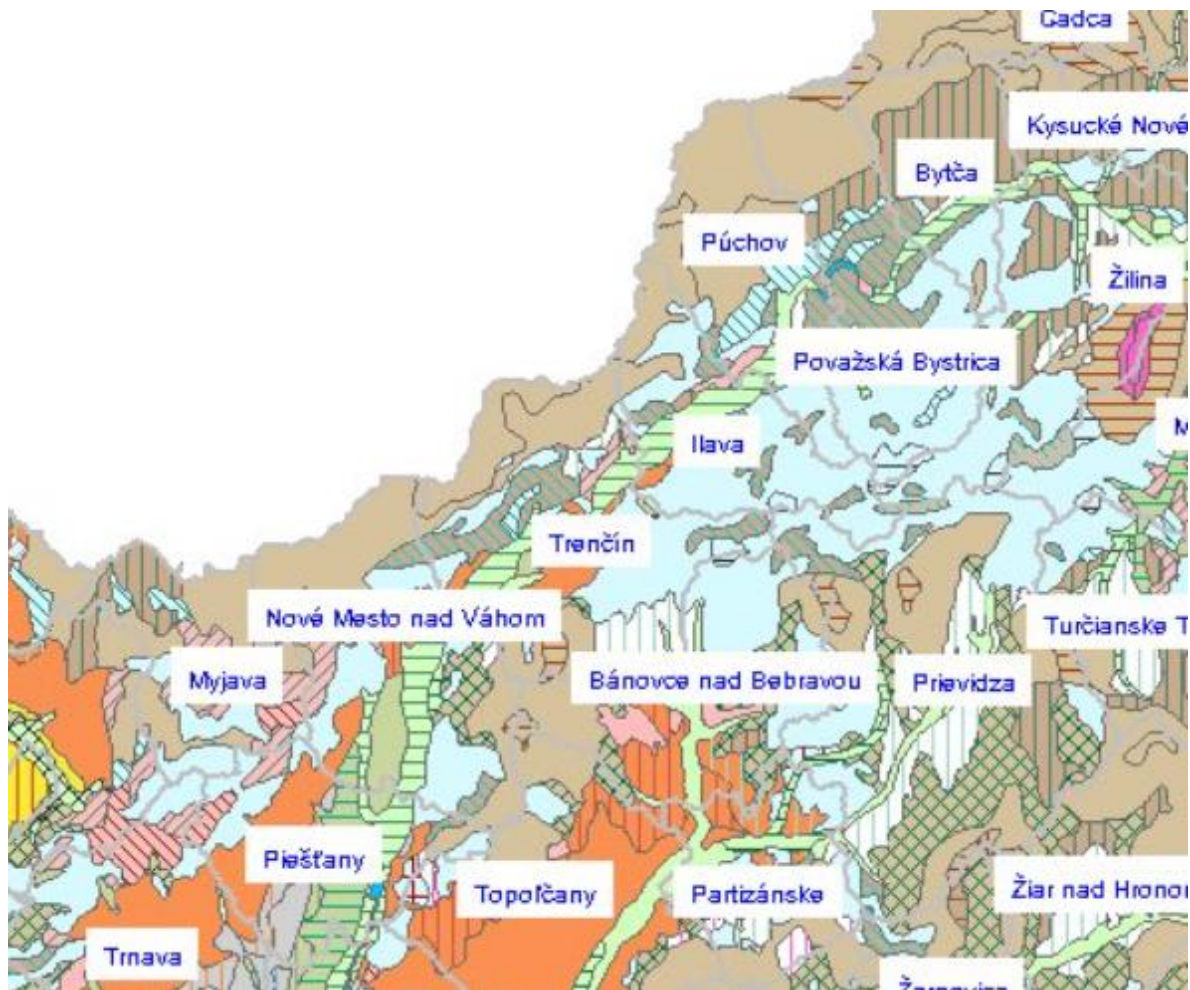 Čadca
Kysucké Nové
Bytča
Púchov
Žilina
Považská Bystrica
M
Ilava
Trenčín
Nové Mesto nad Váhom
Turčianske T
Myjava
Bánovce nad Bebravou
Prievidza
Piešťany
Topoľčany
Partizánske
Žiar nad Hronom
Trnava
Žarnovica